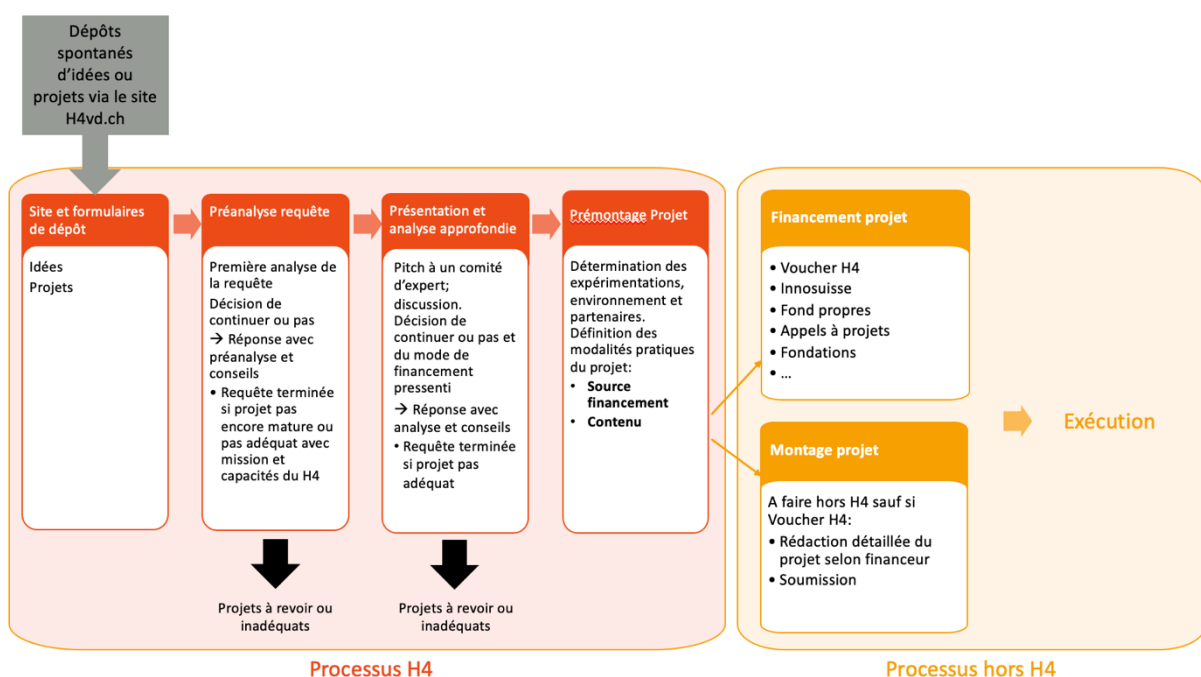 Dépôts
spontanés
d'idées ou
projets via le site
H4vd.ch
Site et formulaires
de dépôt
Idées
Projets
Préanalyse requête
Première analyse de
la requête
Décision de
continuer ou pas
→ Réponse avec
préanalyse et
conseils
• Requête terminée
si projet pas
encore mature ou
pas adéquat avec
mission et
capacités du H4
Projets à revoir ou
inadéquats
Présentation et
analyse approfondie
Pitch à un comité
d'expert;
discussion.
Décision de
continuer ou pas et
du mode de
financement
pressenti
→ Réponse avec
analyse et conseils
• Requête terminée
si projet pas
adéquat
Projets à revoir ou
inadéquats
Prémontage Projet
Détermination des
expérimentations,
environnement et
partenaires.
Définition des
modalités pratiques
du projet:
• Source
financement
• Contenu
Processus H4
Financement projet
• Voucher H4
• Innosuisse
• Fond propres
• Appels à projets
• Fondations
• ...
Montage projet
A faire hors H4 sauf si
Voucher H4:
• Rédaction détaillée du
projet selon financeur
• Soumission
Exécution
Processus hors H4